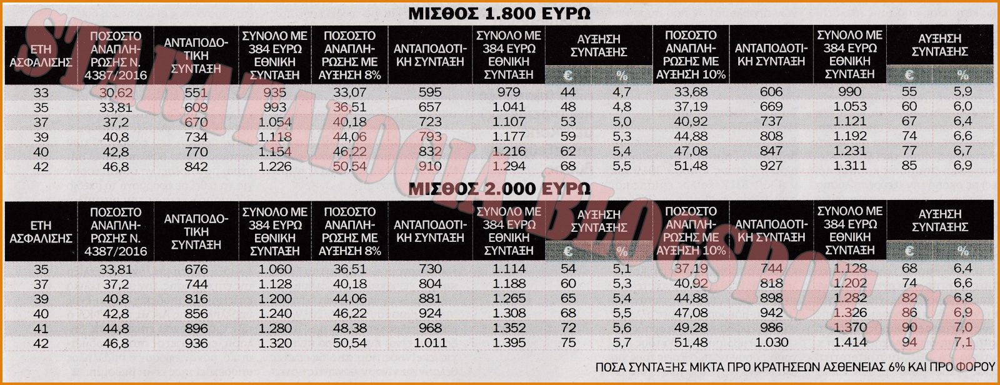 ΜΙΣΘΟΣ 1.800 ΕΥΡΩ
ΕΤΗ ΑΣΦΑΛΙΣΗΣ ΠΟΣΟΣΤΟ ΑΝΑΠΛΗ-ΡΩΣΗΣ Ν. 4387/2016 ΑΝΤΑΠΟΔΟ-ΤΙΚΗ ΣΥΝΤΑΞΗ ΣΥΝΟΛΟ ΜΕ 384 ΕΥΡΩ ΕΘΝΙΚΗ ΣΥΝΤΑΞΗ ΠΟΣΟΣΤΟ ΑΝΑΠΛΗ-ΡΩΣΗΣ ΜΕ ΑΥΞΗΣΗ 8% ΑΝΤΑΠΟΔΟΤΙ-ΚΗ ΣΥΝΤΑΞΗ ΣΥΝΟΛΟ ΜΕ 384 ΕΥΡΩ ΕΘΝΙΚΗ ΣΥΝΤΑΞΗ ΑΥΞΗΣΗ ΣΥΝΤΑΞΗΣ € % ΠΟΣΟΣΤΟ ΑΝΑΠΛΗ-ΡΩΣΗΣ ΜΕ ΑΥΞΗΣΗ 10% ΑΝΤΑΠΟΔΟΤΙ-ΚΗ ΣΥΝΤΑΞΗ ΣΥΝΟΛΟ ΜΕ 384 ΕΥΡΩ ΕΘΝΙΚΗ ΣΥΝΤΑΞΗ ΑΥΞΗΣΗ ΣΥΝΤΑΞΗΣ € %
33 30,62 551 935 33,07 595 979 44 4,7 33,68 606 990 55 5,9
35 33,81 609 993 36,51 657 1.041 48 4,8 37,19 669 1.053 60 6,0
37 37,2 670 1.054 40,18 723 1.107 53 5,0 40,92 737 1.121 67 6,4
39 40,8 734 1.118 44,06 793 1.177 59 5,3 44,88 808 1.192 74 6,6
40 42,8 770 1.154 46,22 832 1.216 62 5,4 47,08 847 1.231 77 6,7
42 46,8 842 1.226 50,54 910 1.294 68 5,5 51,48 927 1.311 85 6,9
ΜΙΣΘΟΣ 2.000 ΕΥΡΩ
ΕΤΗ ΑΣΦΑΛΙΣΗΣ ΠΟΣΟΣΤΟ ΑΝΑΠΛΗ-ΡΩΣΗΣ Ν. 4387/2016 ΑΝΤΑΠΟΔΟ-ΤΙΚΗ ΣΥΝΤΑΞΗ ΣΥΝΟΛΟ ΜΕ 384 ΕΥΡΩ ΕΘΝΙΚΗ ΣΥΝΤΑΞΗ ΠΟΣΟΣΤΟ ΑΝΑΠΛΗ-ΡΩΣΗΣ ΜΕ ΑΥΞΗΣΗ 8% ΑΝΤΑΠΟΔΟΤΙ-ΚΗ ΣΥΝΤΑΞΗ ΣΥΝΟΛΟ ΜΕ 384 ΕΥΡΩ ΕΘΝΙΚΗ ΣΥΝΤΑΞΗ ΑΥΞΗΣΗ ΣΥΝΤΑΞΗΣ € % ΠΟΣΟΣΤΟ ΑΝΑΠΛΗ-ΡΩΣΗΣ ΜΕ ΑΥΞΗΣΗ 10% ΑΝΤΑΠΟΔΟΤΙ-ΚΗ ΣΥΝΤΑΞΗ ΣΥΝΟΛΟ ΜΕ 384 ΕΥΡΩ ΕΘΝΙΚΗ ΣΥΝΤΑΞΗ ΑΥΞΗΣΗ ΣΥΝΤΑΞΗΣ € %
35 33,81 676 1.060 36,51 730 1.114 54 5,1 37,19 744 1.128 68 6,4
37 37,2 744 1.128 40,18 804 1.188 60 5,3 40,92 818 1.202 74 6,6
39 40,8 816 1.200 44,06 881 1.265 65 5,4 44,88 898 1.282 82 6,8
40 42,8 856 1.240 46,22 924 1.308 68 5,5 47,08 942 1.326 86 6,9
41 44,8 896 1.280 48,38 968 1.352 72 5,6 49,28 986 1.370 90 7,0
42 46,8 936 1.320 50,54 1.011 1.395 75 5,7 51,48 1.030 1.414 94 7,1
ΠΟΣΑ ΣΥΝΤΑΞΗΣ ΜΙΚΤΑ ΠΡΟ ΚΡΑΤΗΣΕΩΝ ΑΣΘΕΝΕΙΑΣ 6% ΚΑΙ ΠΡΟ ΦΟΡΟΥ
STARATALOGIA.BLOGSPOT.GR